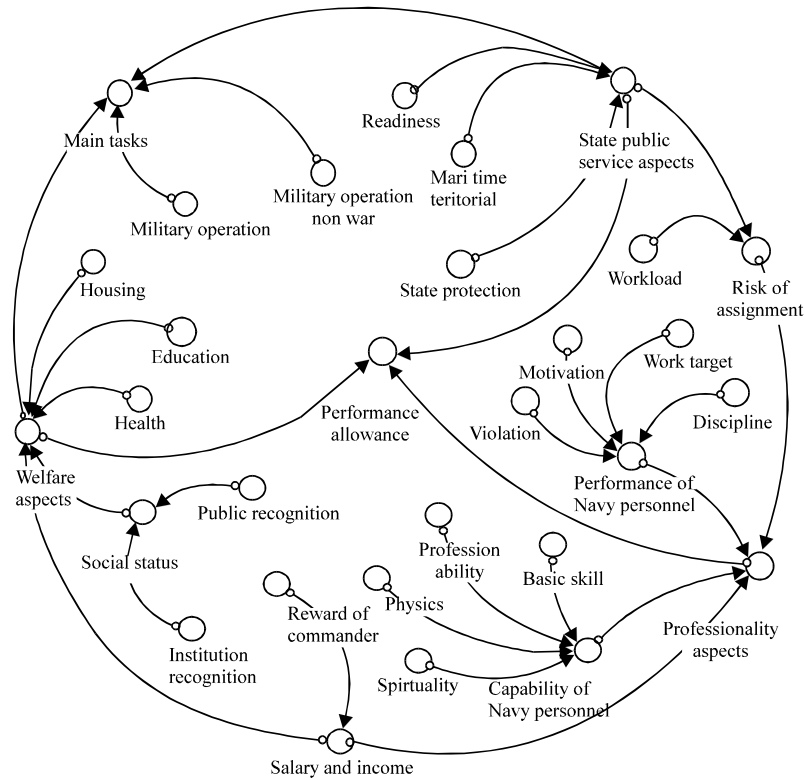 Main tasks
Readiness
Mari time
teritorial
State public
service aspects
Military operation
Military operation
non war
State protection
Workload
Risk of
assignment
Housing
Education
Health
Performance
allowance
Motivation
Work target
Violation
Discipline
Performance of
Navy personnel
Welfare
aspects
Public recognition
Social status
Institution
recognition
Reward of
commander
Profession
ability
Basic skill
Physics
Spirtuality
Capability of
Navy personnel
Professionality
aspects
Salary and income